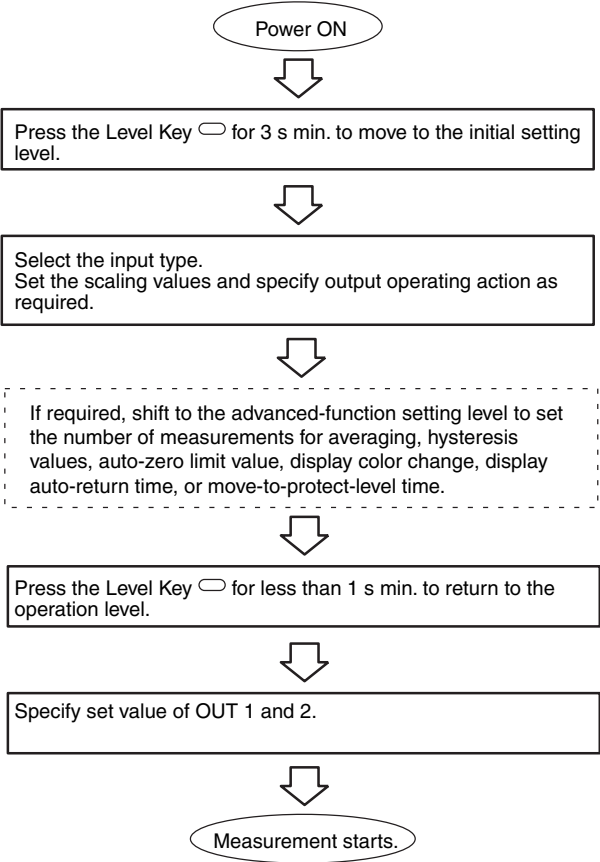 Power ON
Press the Level Key for 3 s min. to move to the initial setting
level.
Select the input type.
Set the scaling values and specify output operating action as
required.
If required, shift to the advanced-function setting level to set
the number of measurements for averaging, hysteresis
values, auto-zero limit value, display color change, display
auto-return time, or move-to-protect-level time.
Press the Level Key for less than 1 s min. to return to the
operation level.
Specify set value of OUT 1 and 2.
Measurement starts.